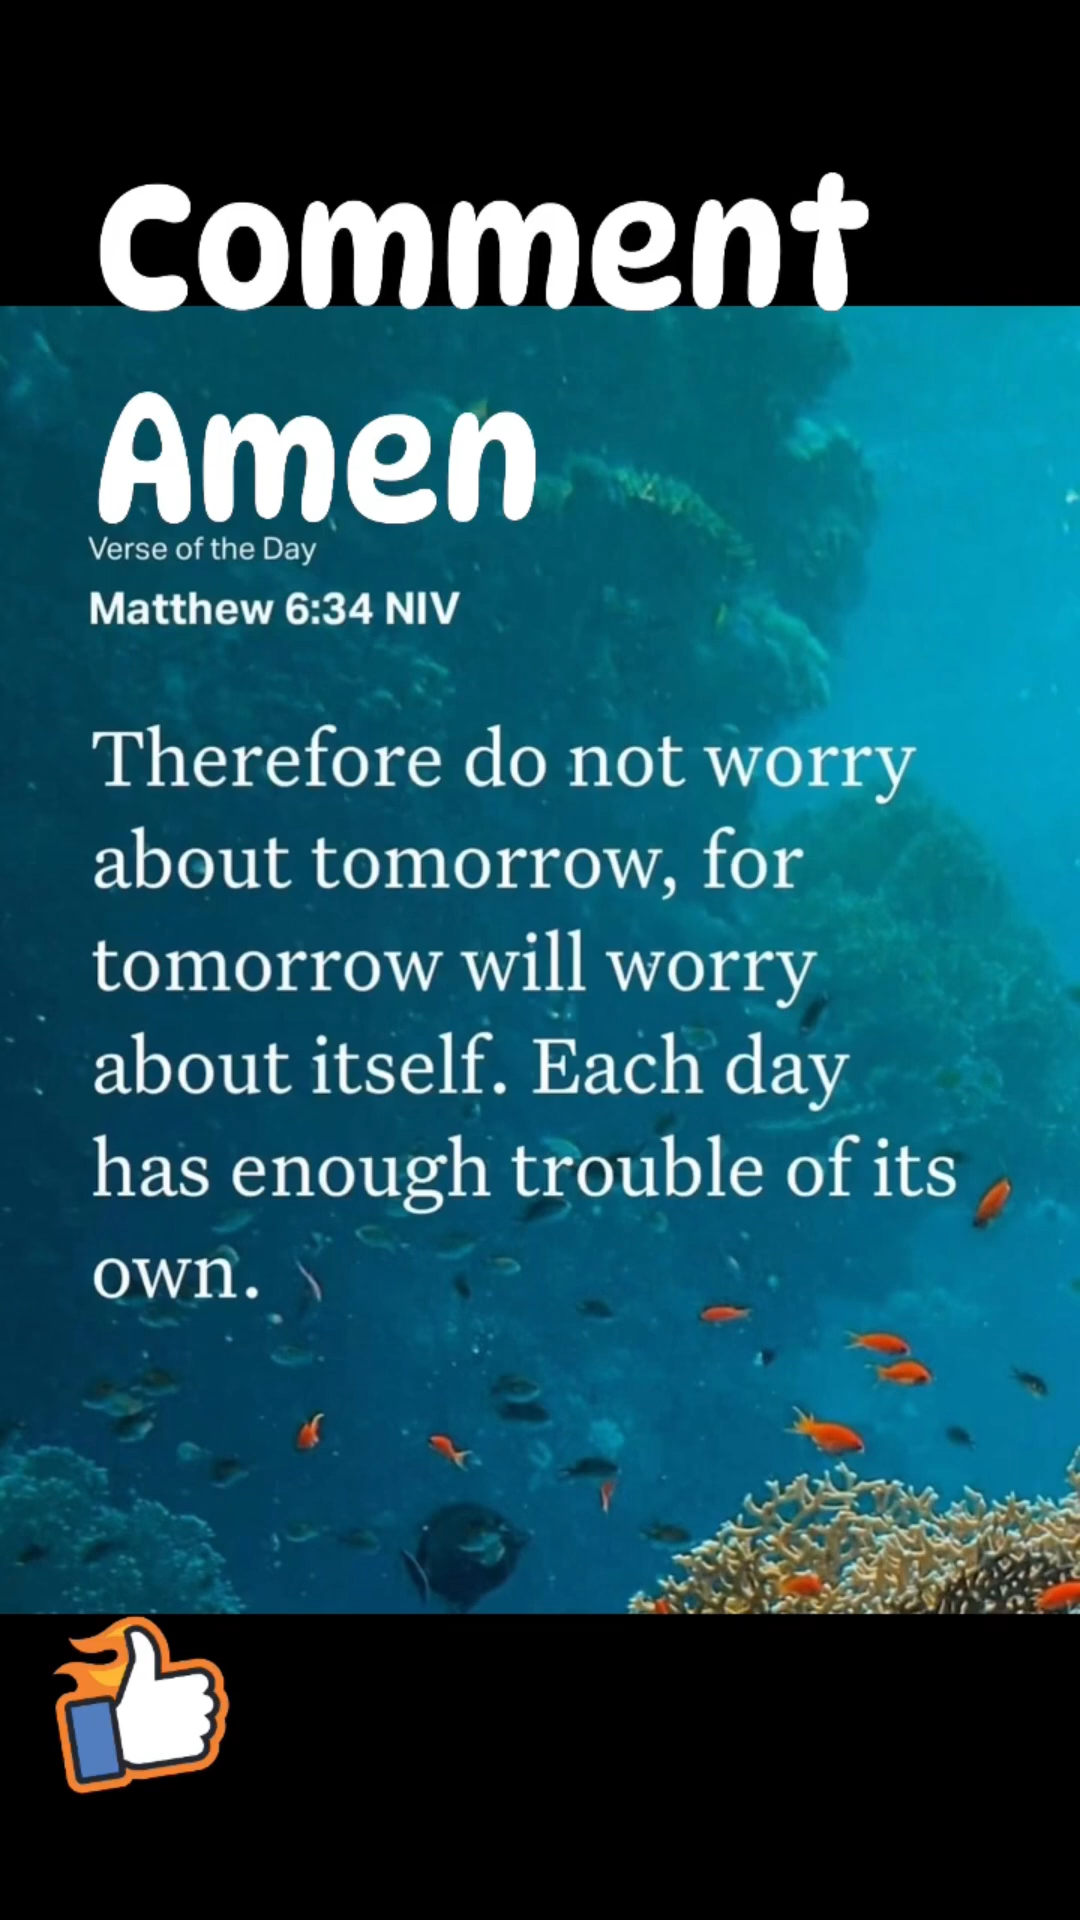 Comment
Amen
Verse of the Day
Matthew 6:34 NIV
Therefore do not worry
about tomorrow, for
tomorrow will worry
about itself. Each day
has enough trouble of its
own.